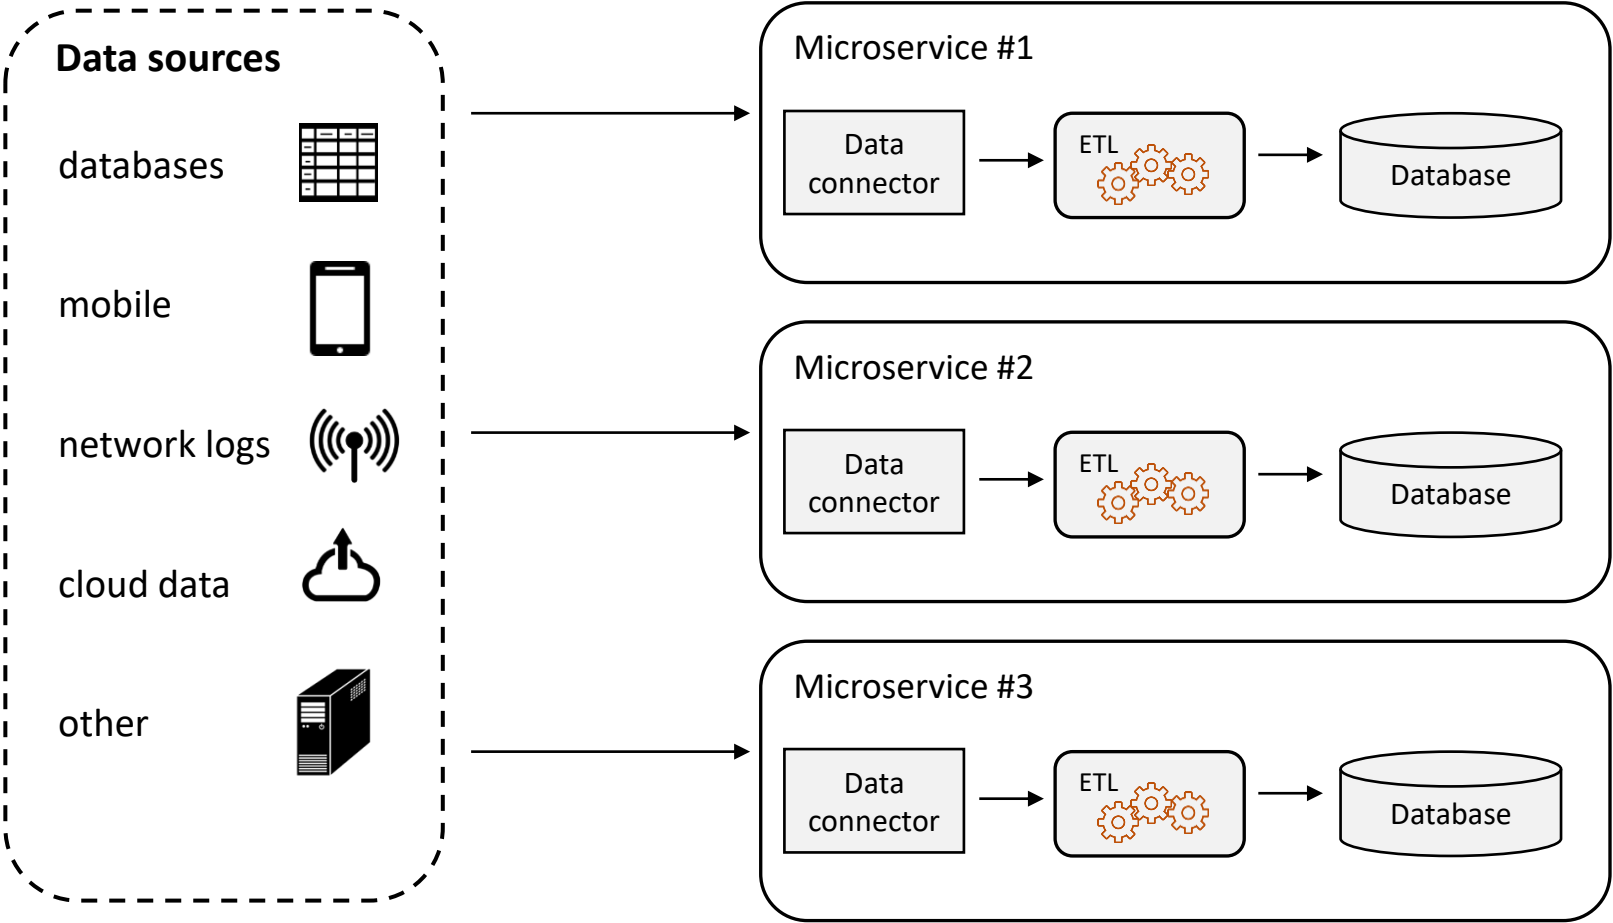 Data sources
databases
mobile
network logs
cloud data
other
Microservice #1
Data
connector
ETL
Database
Microservice #2
Data
connector
ETL
Database
Microservice #3
Data
connector
ETL
Database